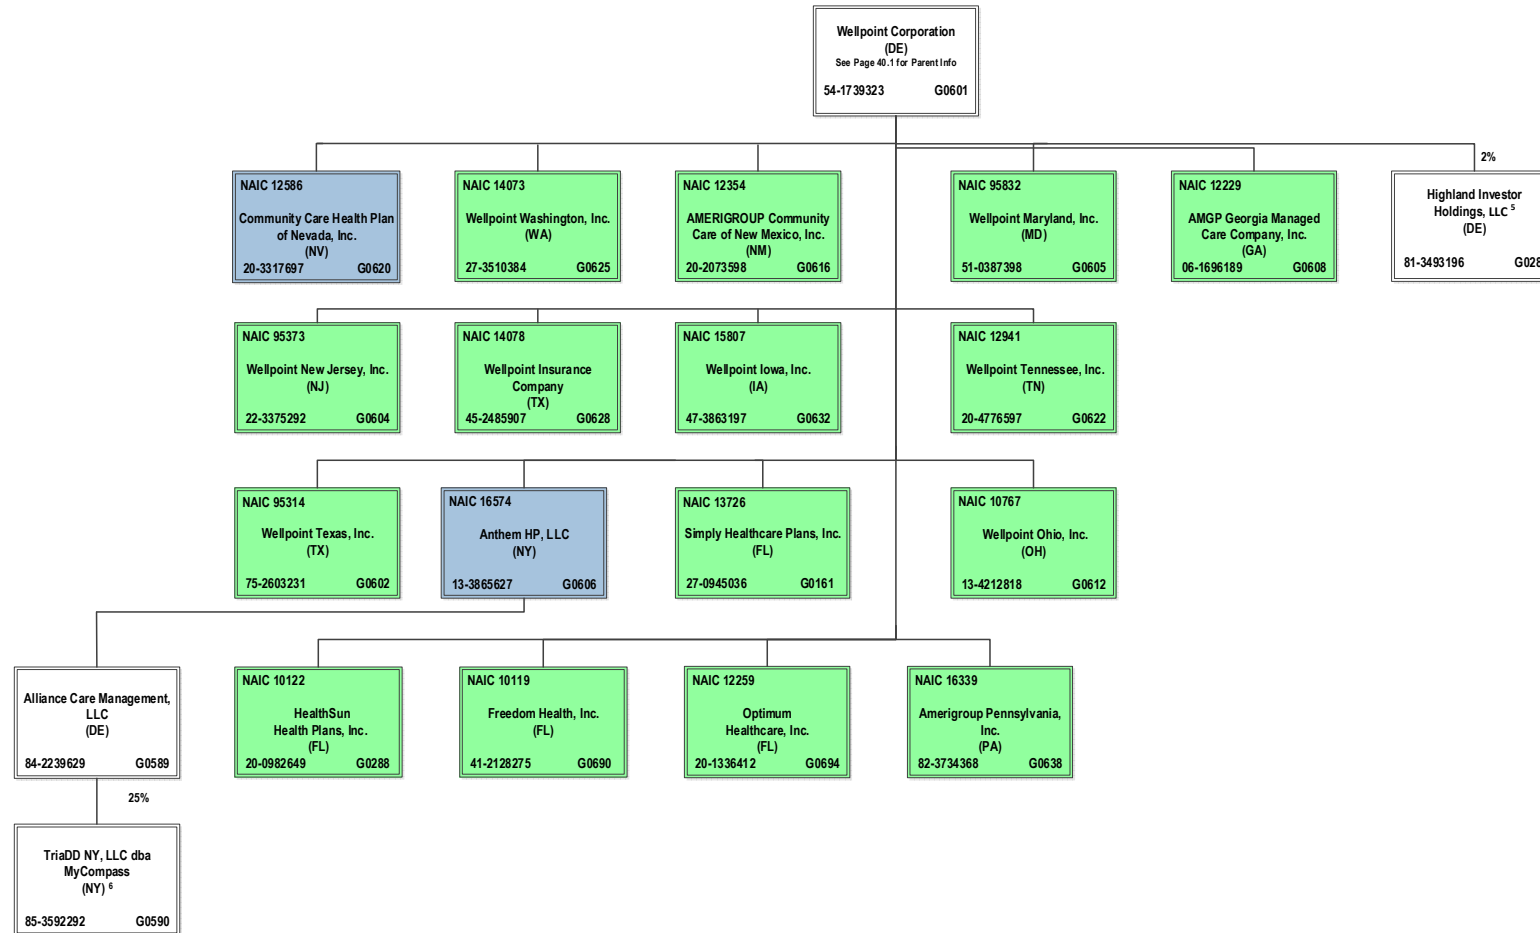 Wellpoint Corporation
(DE)
See Page 40.1 for Parent Info
54-1739323 G0601
NAIC 12586
Community Care Health Plan
of Nevada, Inc.
(NV)
20-3317697 G0620
NAIC 14073
Wellpoint Washington, Inc.
(WA)
27-3510384 G0625
NAIC 12354
AMERIGROUP Community
Care of New Mexico, Inc.
(NM)
20-2073598 G0616
NAIC 95832
Wellpoint Maryland, Inc.
(MD)
51-0387398 G0605
NAIC 12229
AMGP Georgia Managed
Care Company, Inc.
(GA)
06-1696189 G0608
2%
Highland Investor
Holdings, LLC 5
(DE)
81-3493196 G028
NAIC 95373
Wellpoint New Jersey, Inc.
(NJ)
22-3375292 G0604
NAIC 14078
Wellpoint Insurance
Company
(TX)
45-2485907 G0628
NAIC 15807
Wellpoint Iowa, Inc.
(IA)
47-3863197 G0632
NAIC 12941
Wellpoint Tennessee, Inc.
(TN)
20-4776597 G0622
NAIC 95314
Wellpoint Texas, Inc.
(TX)
75-2603231 G0602
NAIC 16574
Anthem HP, LLC
(NY)
13-3865627 G0606
NAIC 13726
Simply Healthcare Plans, Inc.
(FL)
27-0945036 G0161
NAIC 10767
Wellpoint Ohio, Inc.
(OH)
13-4212818 G0612
Alliance Care Management,
LLC
(DE)
84-2239629 G0589
NAIC 10122
HealthSun
Health Plans, Inc.
(FL)
20-0982649 G0288
NAIC 10119
Freedom Health, Inc.
(FL)
41-2128275 G0690
NAIC 12259
Optimum
Healthcare, Inc.
(FL)
20-1336412 G0694
NAIC 16339
Amerigroup Pennsylvania,
Inc.
(PA)
82-3734368 G0638
25%
TriaDD NY, LLC dba
MyCompass
(NY) 6
85-3592292 G0590